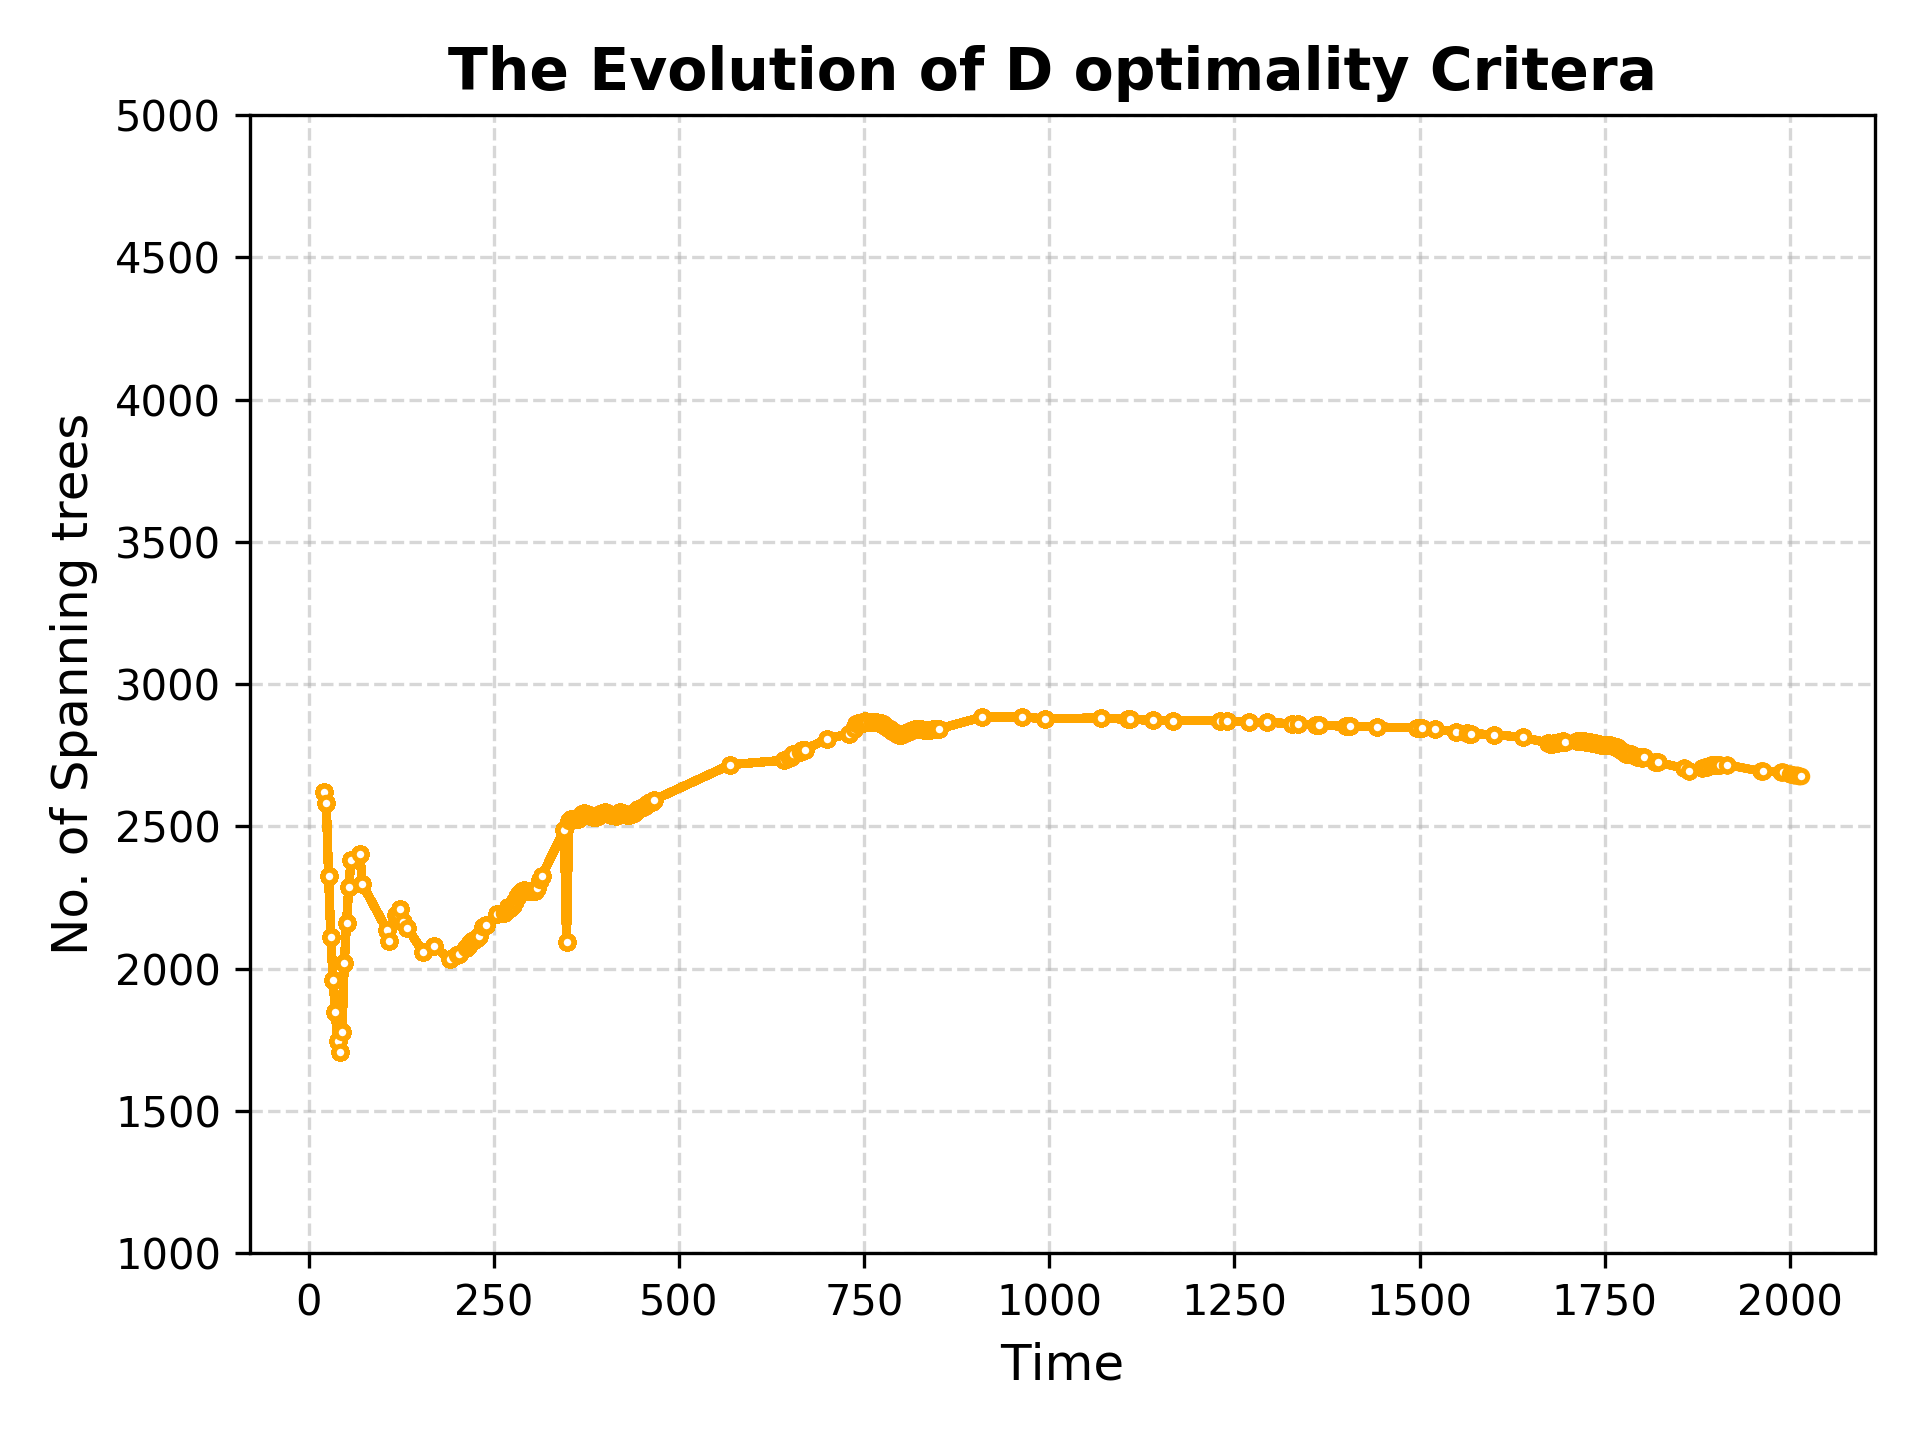 The Evolution of D optimality Critera
5000
4500
4000
3500
3000
2500
2000
1500
1000
No. of Spanning trees
0 250 500 750 1000 1250 1500 1750 2000
Time